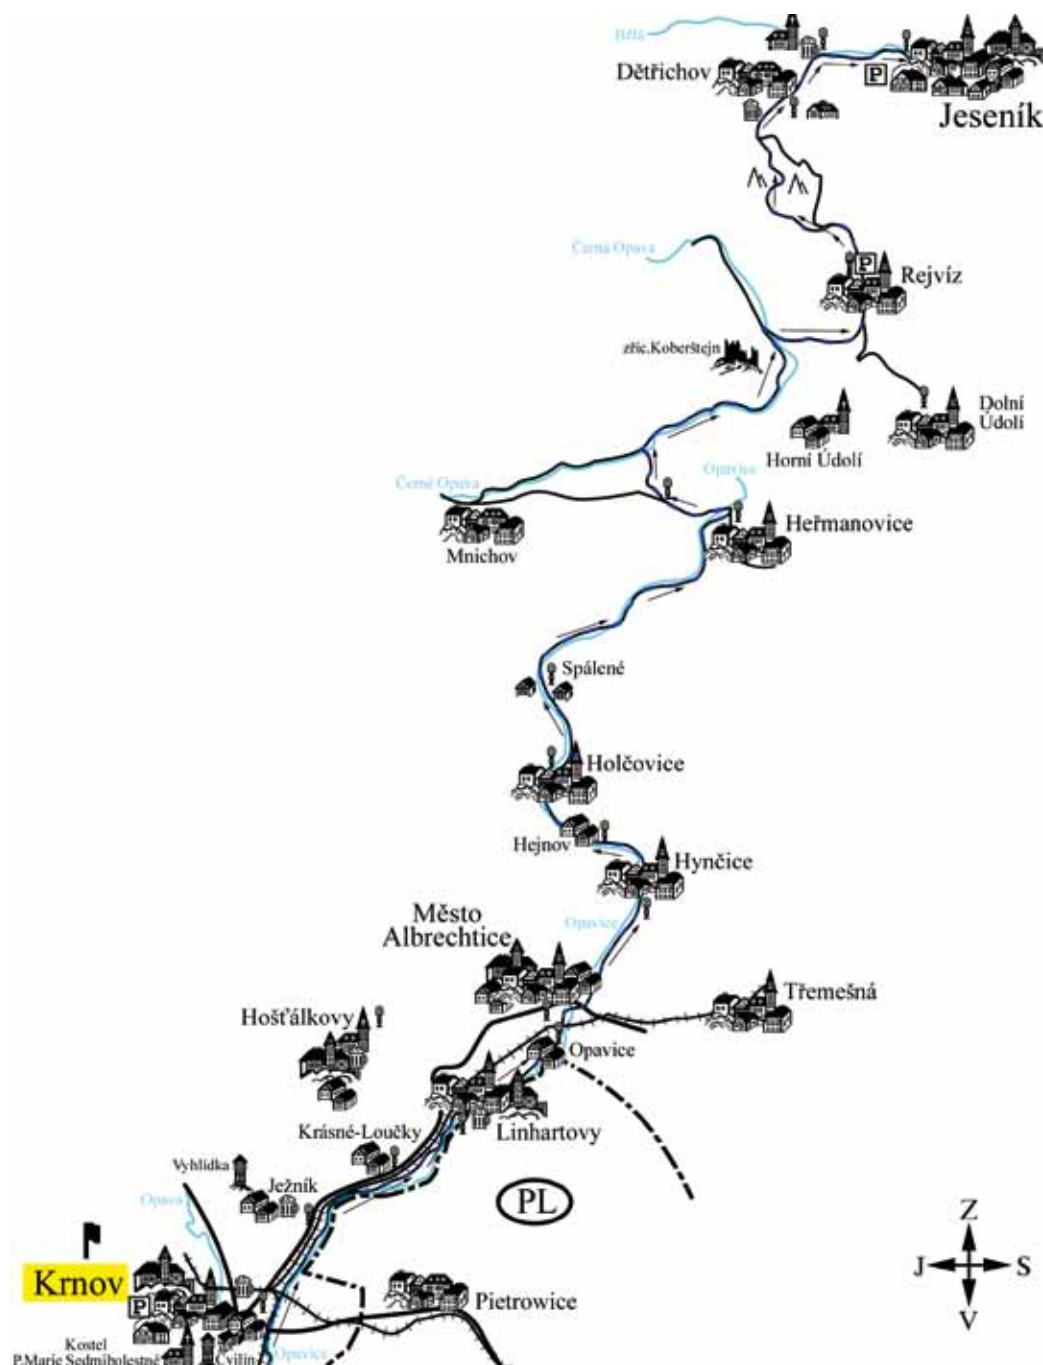 Bělá
Dětřichov
P
Jeseník
Černá Opava
P
Rejvíz
zříc.Koberštejn
Dolní
Údolí
Horní Údolí
Opavice
Černá Opava
Heřmanovice
Mnichov
Spálené
Holčovice
Hejnov
Hynčice
Opavice
Město
Albrechtice
Třemešná
Hošťálkovy
Opavice
Linhartovy
Krásné-Loučky
Vyhlídka
Ježník
Opava
PL
Z
J
S
V
Krnov
P
Pietrowice
Kostel
P.Marie Sedmibolestné
Cvilín
Opavice